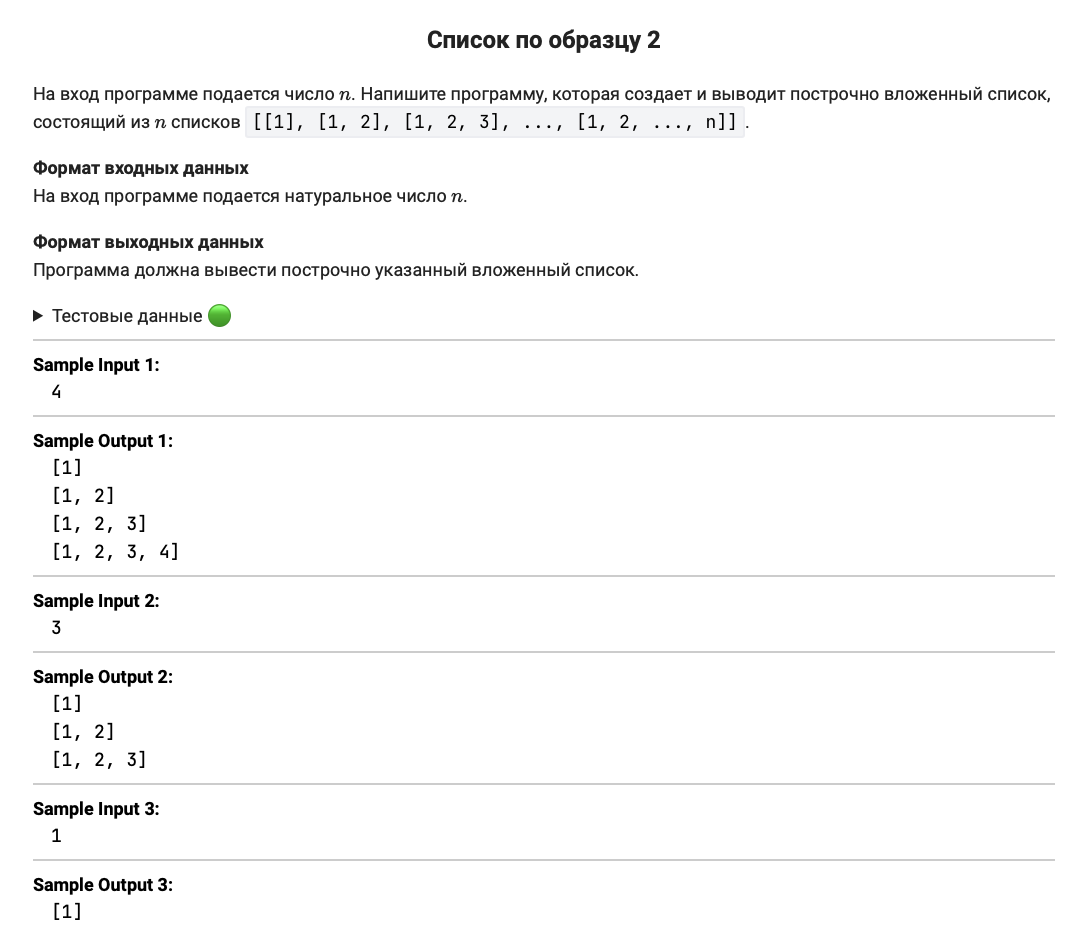 Список по образцу 2
На вход программе подается число n. Напишите программу, которая создает и выводит построчно вложенный список,
состоящий из n списков [[1], [1, 2], [1, 2, 3], ..., [1, 2, ..., n]].
Формат входных данных
На вход программе подается натуральное число n.
Формат выходных данных
Программа должна вывести построчно указанный вложенный список.
Тестовые данные
Sample Input 1:
4
Sample Output 1:
[1]
[1, 2]
[1, 2, 3]
[1, 2, 3, 4]
Sample Input 2:
3
Sample Output 2:
[1]
[1, 2]
[1, 2, 3]
Sample Input 3:
1
Sample Output 3:
[1]